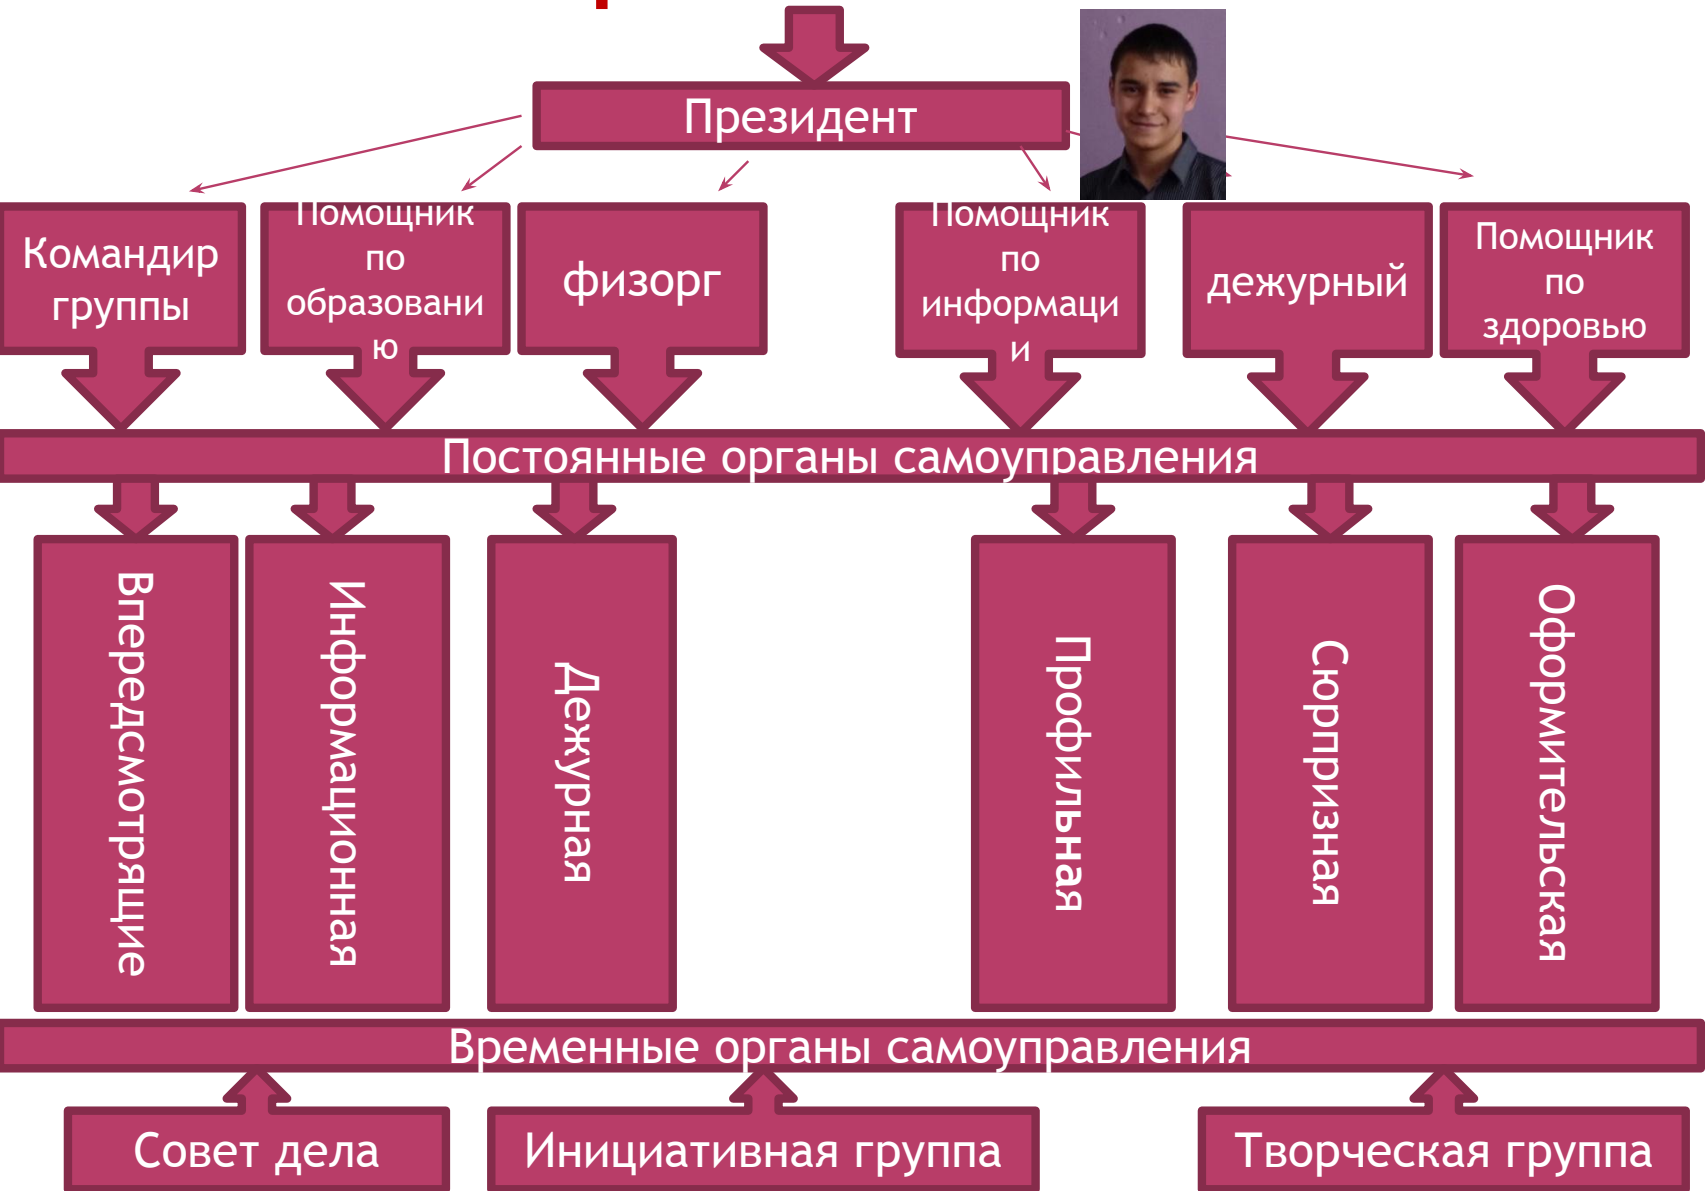 Президент
Командир
группы
Помощник
по
образовани
ю
физорг
Помощник
по
информаци
и
дежурный
Помощник
по
здоровью
Постоянные органы самоуправления
Впередсмотрящие
Информационная
Дежурная
Профильная
Сюрпризная
Оформительская
Временные органы самоуправления
Совет дела
Инициативная группа
Творческая группа